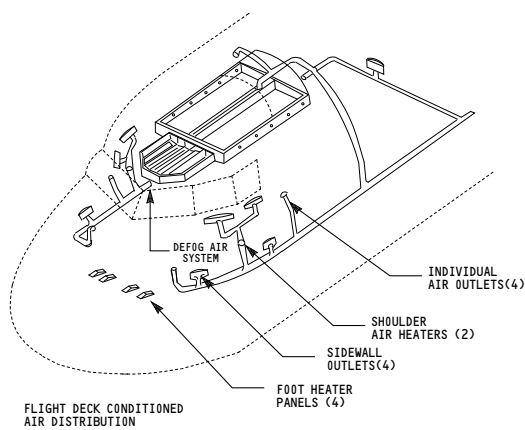 DEFOG AIR
SYSTEM
INDIVIDUAL
AIR OUTLETS(4)
SHOULDER
AIR HEATERS (2)
SIDEWALL
OUTLETS(4)
FOOT HEATER
PANELS (4)
FLIGHT DECK CONDITIONED
AIR DISTRIBUTION